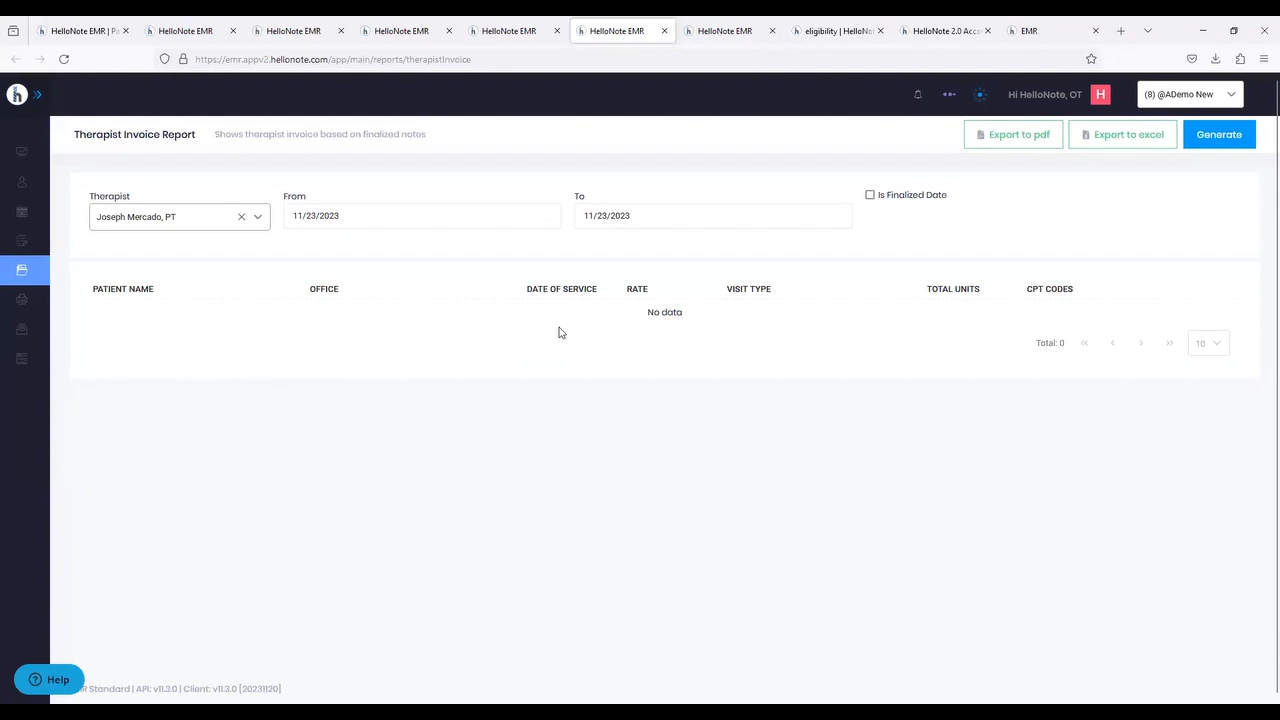 HelloNote EMR | Pa
HelloNote EMR
HelloNote EMR
HelloNote EMR
HelloNote EMR
HelloNote EMR
HelloNote EMR
eligibility | HelloNote
HelloNote 2.0 Acce
EMR
https://emr.appv2.hellonote.com/app/main/reports/therapistInvoice
Hi HelloNote, OT
H
(8) @ADemo New
Therapist Invoice Report
Shows therapist invoice based on finalized notes
Export to pdf
Export to excel
Generate
Therapist
From
To
Is Finalized Date
Joseph Mercado, PT
11/23/2023
11/23/2023
PATIENT NAME
OFFICE
DATE OF SERVICE
RATE
VISIT TYPE
TOTAL UNITS
CPT CODES
No data
Total: 0
10
Help
R Standard | API: v11.3.0 | Client: v11.3.0 [20231120]